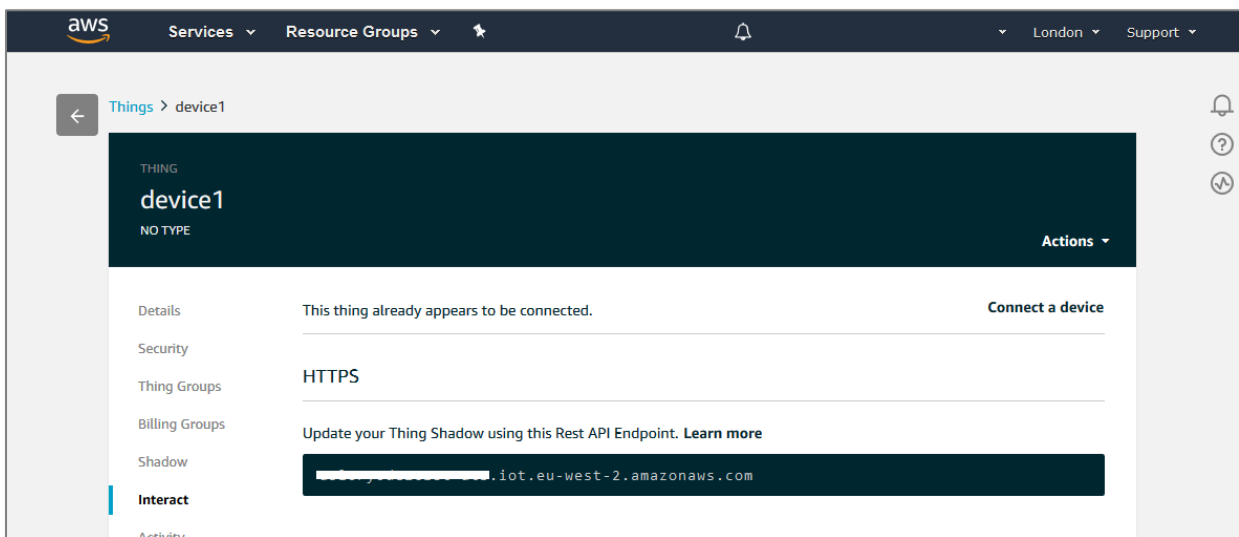 aws Services Resource Groups London Support
Things > device1
THING
device1
NO TYPE
Actions
Details
This thing already appears to be connected.
Connect a device
Security
HTTPS
Thing Groups
Billing Groups
Update your Thing Shadow using this Rest API Endpoint. Learn more
Shadow
.iot.eu-west-2.amazonaws.com
Interact
Activity